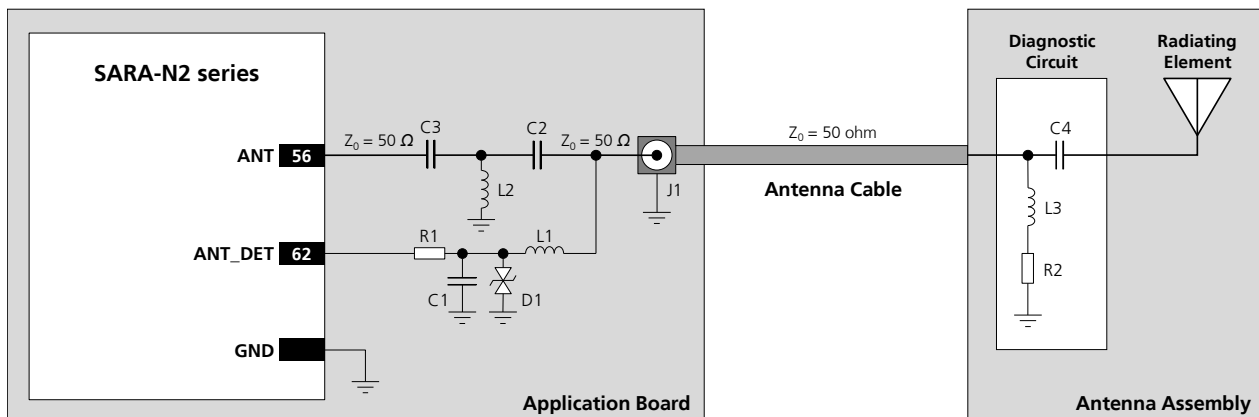 SARA-N2 series
ANT
56
Z0 = 50 Ω
C3
C2
Z0 = 50 Ω
L2
J1
ANT_DET
62
R1
L1
C1
D1
GND
Application Board
Z0 = 50 ohm
Antenna Cable
Diagnostic
Circuit
Radiating
Element
C4
L3
R2
Antenna Assembly